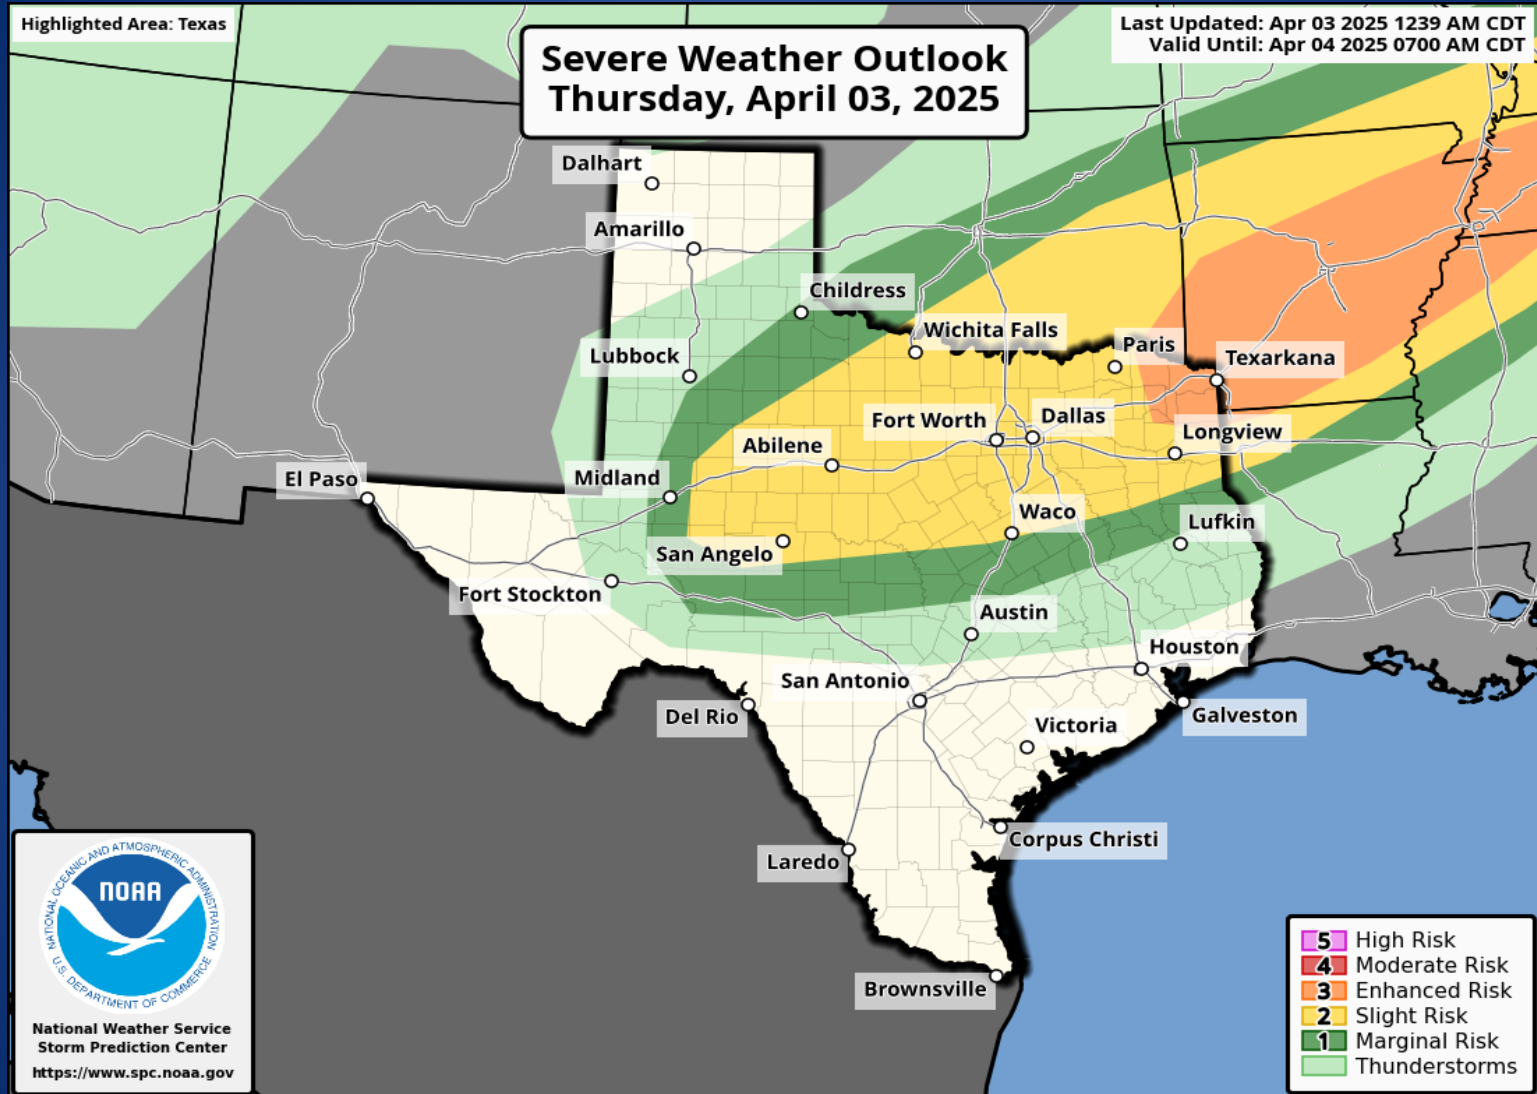 Highlighted Area: Texas
Severe Weather Outlook
Thursday, April 03, 2025
Last Updated: Apr 03 2025 1239 AM CDT
Valid Until: Apr 04 2025 0700 AM CDT
Dalhart
Amarillo
Childress
Wichita Falls
Paris
Texarkana
Lubbock
Fort Worth
Dallas
Longview
Abilene
Midland
El Paso
Waco
Lufkin
San Angelo
Fort Stockton
Austin
Houston
San Antonio
Del Rio
Galveston
Victoria
Corpus Christi
Laredo
Brownsville
NATIONAL OCEANIC AND ATMOSPHERIC ADMINISTRATION
NOAA
U.S. DEPARTMENT OF COMMERCE
National Weather Service
Storm Prediction Center
https://www.spc.noaa.gov
5 High Risk
4 Moderate Risk
3 Enhanced Risk
2 Slight Risk
1 Marginal Risk
Thunderstorms